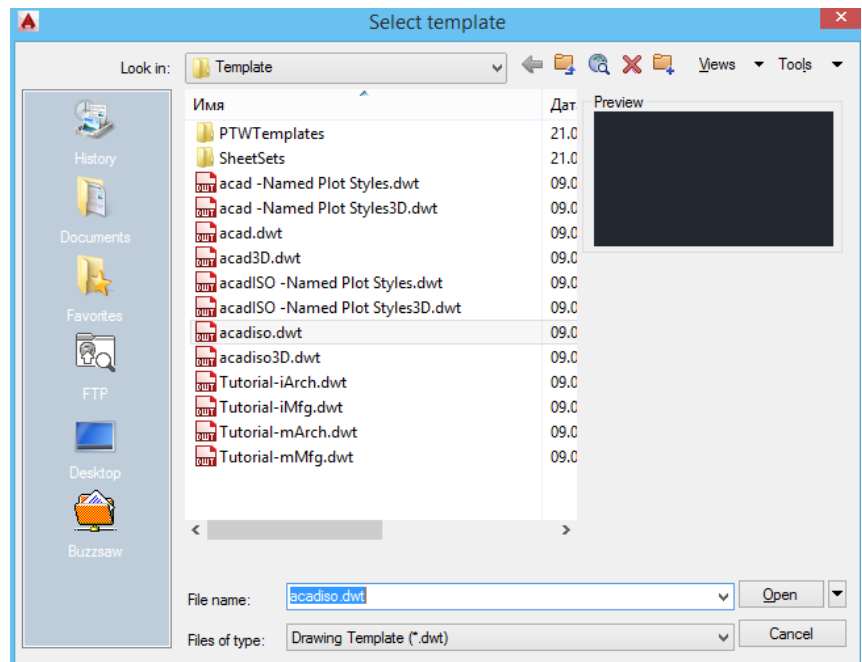 Select template
Look in: Template Views Tools
Имя Дат Preview
PTWTemplates 21.0
SheetSets 21.0
acad -Named Plot Styles.dwt 09.0
acad -Named Plot Styles3D.dwt 09.0
acad.dwt 09.0
acad3D.dwt 09.0
acadISO -Named Plot Styles.dwt 09.0
acadISO -Named Plot Styles3D.dwt 09.0
acadiso.dwt 09.0
acadiso3D.dwt 09.0
Tutorial-iArch.dwt 09.0
Tutorial-iMfg.dwt 09.0
Tutorial-mArch.dwt 09.0
Tutorial-mMfg.dwt 09.0
History
Documents
Favorites
FTP
Desktop
Buzzsaw
File name: acadiso.dwt Open
Files of type: Drawing Template (*.dwt) Cancel